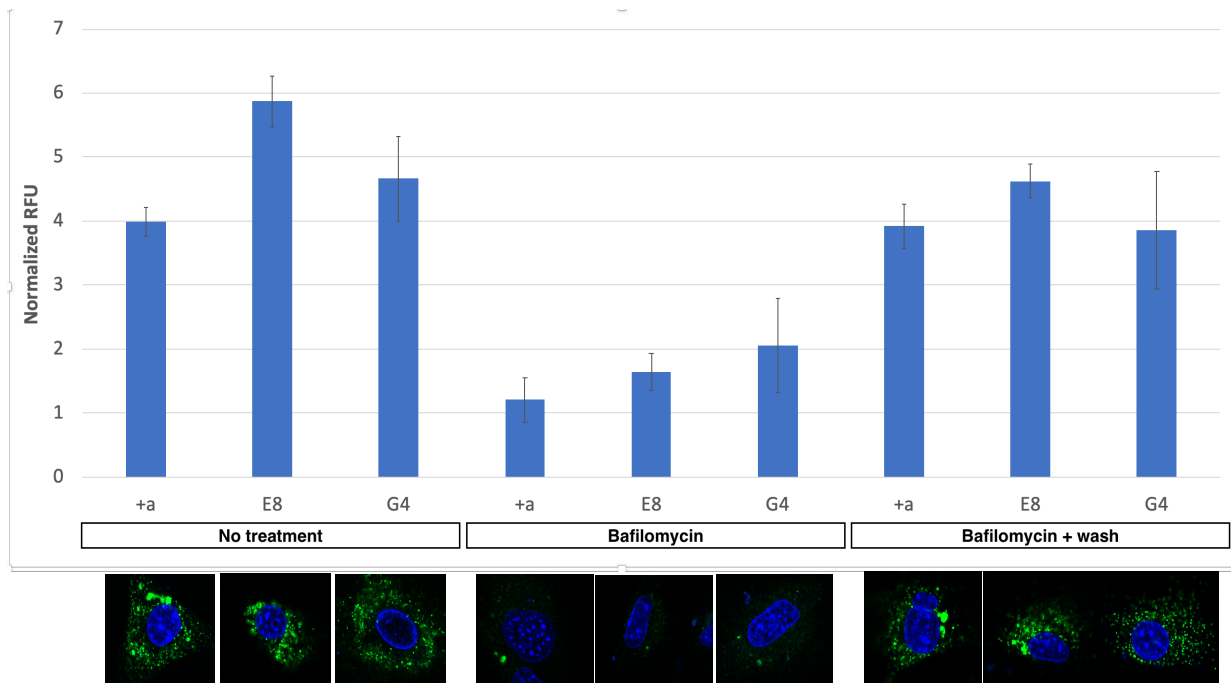 7
6
5
4
3
2
1
0
Normalized RFU
+a E8 G4 +a E8 G4 +a E8 G4
No treatment Bafilomycin Bafilomycin + wash